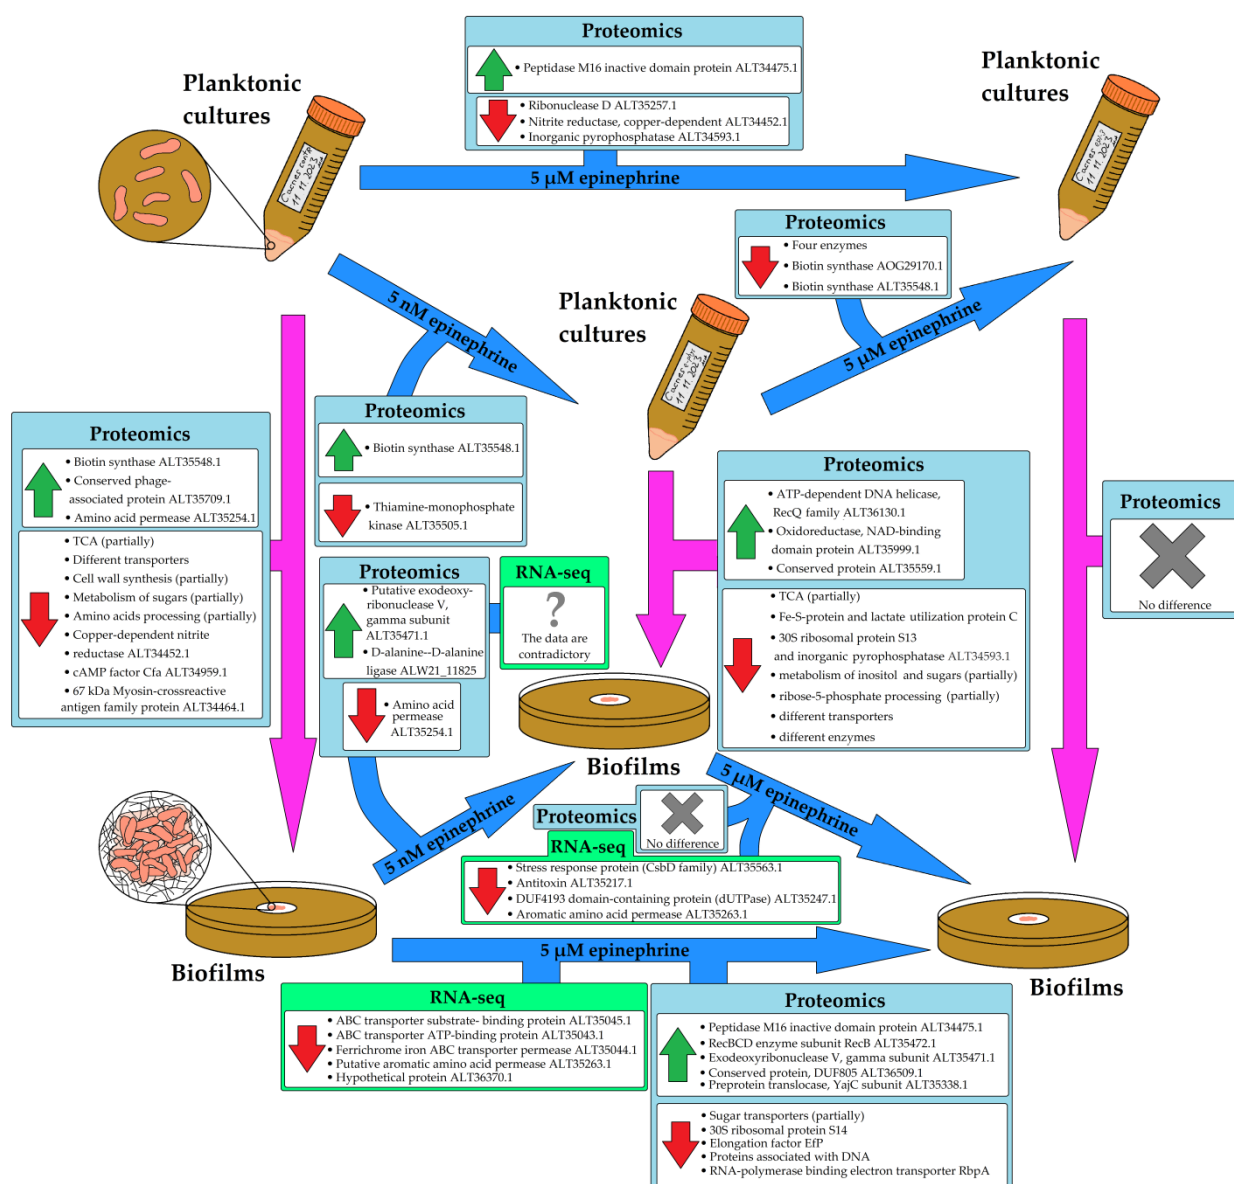 Proteomics
• Peptidase M16 inactive domain protein ALT34475.1
• Ribonuclease D ALT35257.1
• Nitrite reductase, copper-dependent ALT34452.1
• Inorganic pyrophosphatase ALT34593.1
Planktonic
cultures
C.acnes contr
11 11 2023
5 μM epinephrine
Planktonic
cultures
C.acnes epi
11 11 2023
Proteomics
• Four enzymes
• Biotin synthase AOG29170.1
• Biotin synthase ALT35548.1
5 nM epinephrine
Planktonic
cultures
C.acnes
11 11 2023
5 μM epinephrine
Proteomics
• Biotin synthase ALT35548.1
• Conserved phage-
associated protein ALT35709.1
• Amino acid permease ALT35254.1
• TCA (partially)
• Different transporters
• Cell wall synthesis (partially)
• Metabolism of sugars (partially)
• Amino acids processing (partially)
• Copper-dependent nitrite
reductase ALT34452.1
• cAMP factor Cfa ALT34959.1
• 67 kDa Myosin-crossreactive
antigen family protein ALT34464.1
Proteomics
• Biotin synthase ALT35548.1
• Thiamine-monophosphate
kinase ALT35505.1
Proteomics
• Putative exodeoxy-
ribonuclease V,
gamma subunit
ALT35471.1
• D-alanine--D-alanine
ligase ALW21_11825
• Amino acid
permease
ALT35254.1
RNA-seq
?
The data are
contradictory
Proteomics
• ATP-dependent DNA helicase,
RecQ family ALT36130.1
• Oxidoreductase, NAD-binding
domain protein ALT35999.1
• Conserved protein ALT35559.1
• TCA (partially)
• Fe-S-protein and lactate utilization protein C
• 30S ribosomal protein S13
and inorganic pyrophosphatase ALT34593.1
• metabolism of inositol and sugars (partially)
• ribose-5-phosphate processing (partially)
• different transporters
• different enzymes
Proteomics
No difference
Biofilms
5 nM epinephrine
5 μM epinephrine
Proteomics
No difference
RNA-seq
• Stress response protein (CsbD family) ALT35563.1
• Antitoxin ALT35217.1
• DUF4193 domain-containing protein (dUTPase) ALT35247.1
• Aromatic amino acid permease ALT35263.1
Biofilms
5 μM epinephrine
Biofilms
RNA-seq
• ABC transporter substrate- binding protein ALT35045.1
• ABC transporter ATP-binding protein ALT35043.1
• Ferrichrome iron ABC transporter permease ALT35044.1
• Putative aromatic amino acid permease ALT35263.1
• Hypothetical protein ALT36370.1
Proteomics
• Peptidase M16 inactive domain protein ALT34475.1
• RecBCD enzyme subunit RecB ALT35472.1
• Exodeoxyribonuclease V, gamma subunit ALT35471.1
• Conserved protein, DUF805 ALT36509.1
• Preprotein translocase, YajC subunit ALT35338.1
• Sugar transporters (partially)
• 30S ribosomal protein S14
• Elongation factor EfP
• Proteins associated with DNA
• RNA-polymerase binding electron transporter RbpA